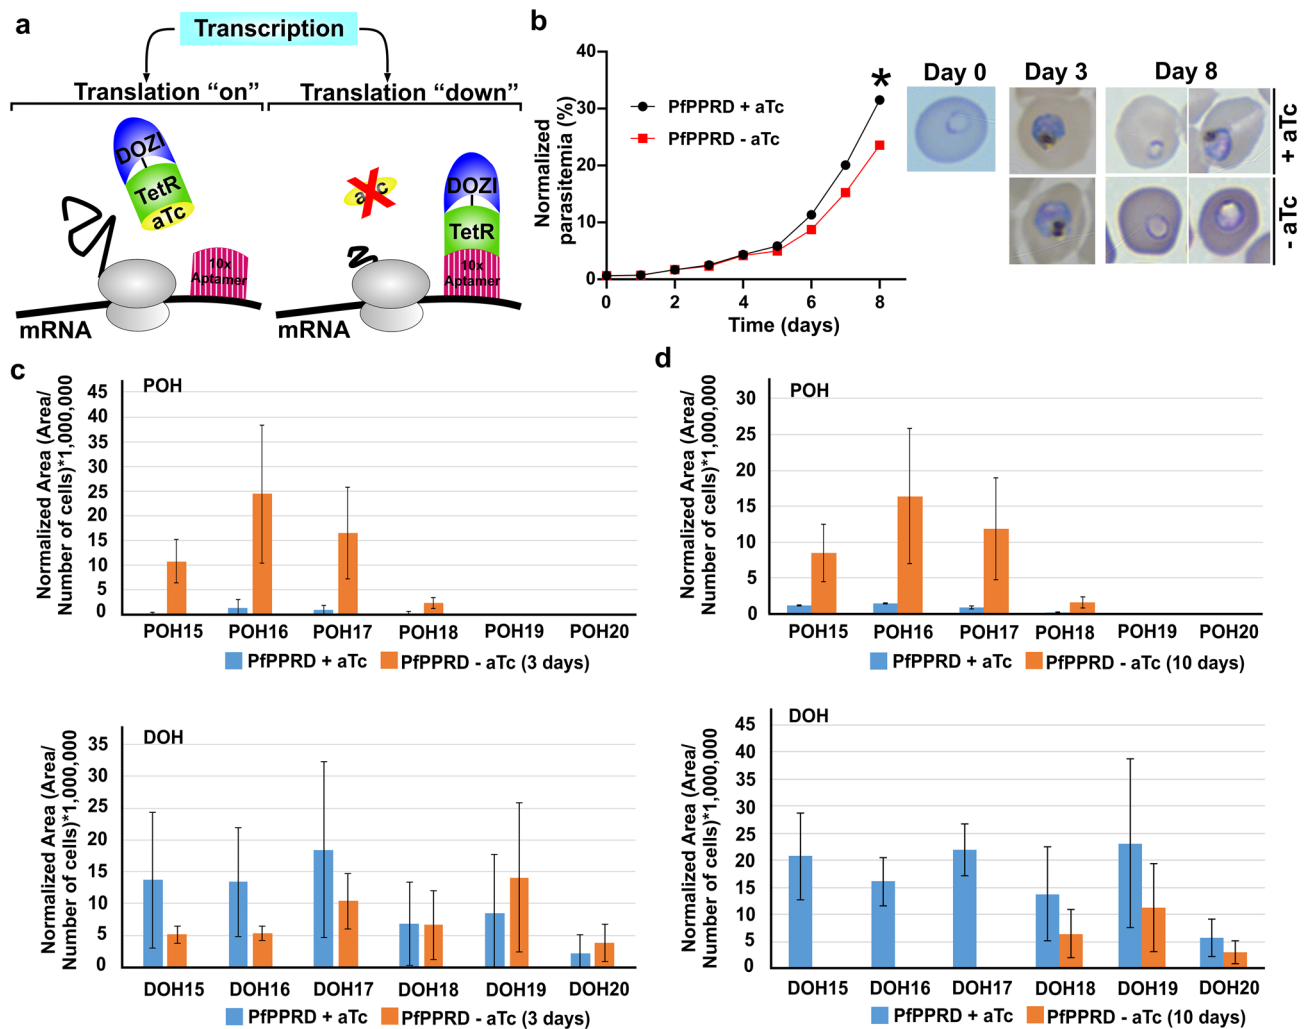 a
Transcription
Translation “on”
Translation “down”
DOZI
TetR
aTc
10x
Aptamer
mRNA
aTc
DOZI
TetR
10x
Aptamer
mRNA
b
Normalized
parasitemia (%)
40
30
20
10
0
PfPPRD + aTc
PfPPRD - aTc
*
0
2
4
6
8
Time (days)
Day 0
Day 3
Day 8
+ aTc
- aTc
c
POH
Normalized Area (Area/
Number of cells)*1,000,000
45
40
35
30
25
20
15
10
5
0
POH15 POH16 POH17 POH18 POH19 POH20
PfPPRD + aTc PfPPRD - aTc (3 days)
DOH
Normalized Area (Area/
Number of cells)*1,000,000
35
30
25
20
15
10
5
0
DOH15 DOH16 DOH17 DOH18 DOH19 DOH20
PfPPRD + aTc PfPPRD - aTc (3 days)
d
POH
Normalized Area (Area/
Number of cells)*1,000,000
30
25
20
15
10
5
0
POH15 POH16 POH17 POH18 POH19 POH20
PfPPRD + aTc PfPPRD - aTc (10 days)
DOH
Normalized Area (Area/
Number of cells)*1,000,000
45
40
35
30
25
20
15
10
5
0
DOH15 DOH16 DOH17 DOH18 DOH19 DOH20
PfPPRD + aTc PfPPRD - aTc (10 days)